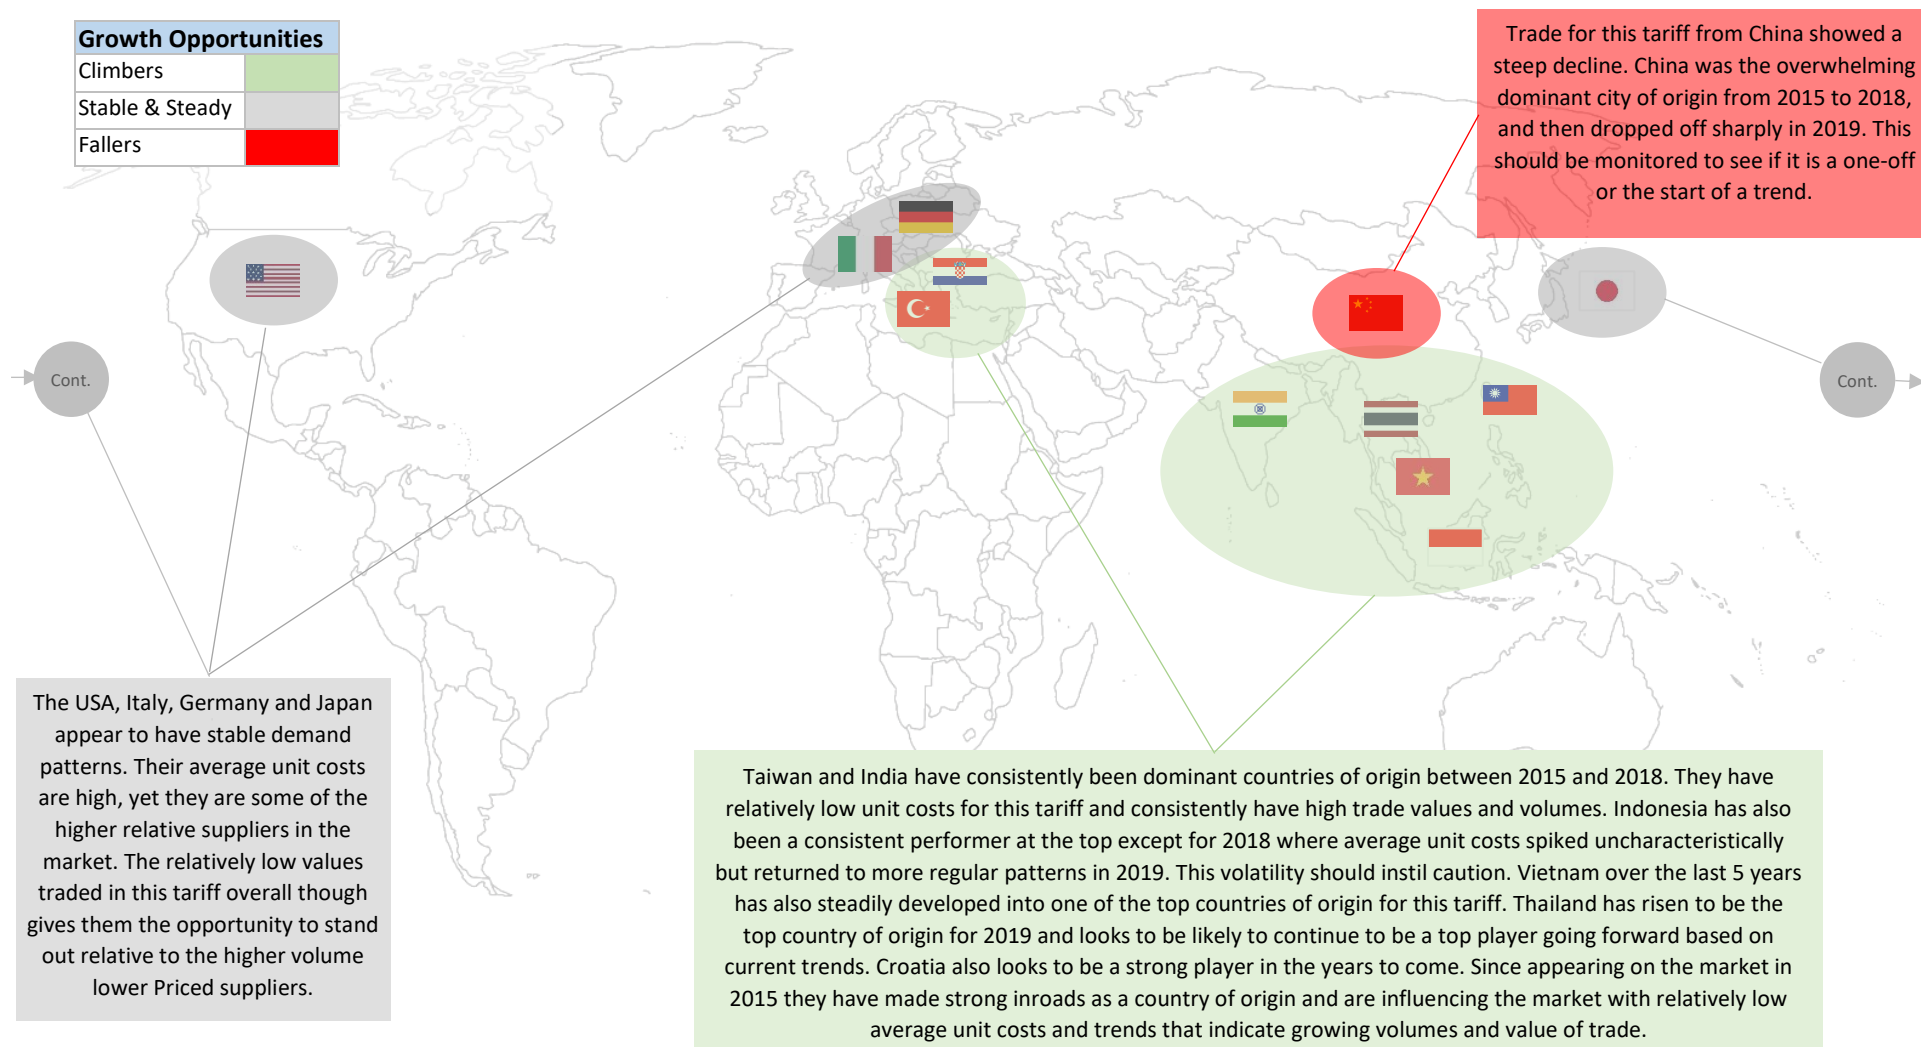 Growth Opportunities
Climbers
Stable & Steady
Fallers
Trade for this tariff from China showed a
steep decline. China was the overwhelming
dominant city of origin from 2015 to 2018,
and then dropped off sharply in 2019. This
should be monitored to see if it is a one-off
or the start of a trend.
Cont.
Cont.
The USA, Italy, Germany and Japan
appear to have stable demand
patterns. Their average unit costs
are high, yet they are some of the
higher relative suppliers in the
market. The relatively low values
traded in this tariff overall though
gives them the opportunity to stand
out relative to the higher volume
lower Priced suppliers.
Taiwan and India have consistently been dominant countries of origin between 2015 and 2018. They have
relatively low unit costs for this tariff and consistently have high trade values and volumes. Indonesia has also
been a consistent performer at the top except for 2018 where average unit costs spiked uncharacteristically
but returned to more regular patterns in 2019. This volatility should instil caution. Vietnam over the last 5 years
has also steadily developed into one of the top countries of origin for this tariff. Thailand has risen to be the
top country of origin for 2019 and looks to be likely to continue to be a top player going forward based on
current trends. Croatia also looks to be a strong player in the years to come. Since appearing on the market in
2015 they have made strong inroads as a country of origin and are influencing the market with relatively low
average unit costs and trends that indicate growing volumes and value of trade.